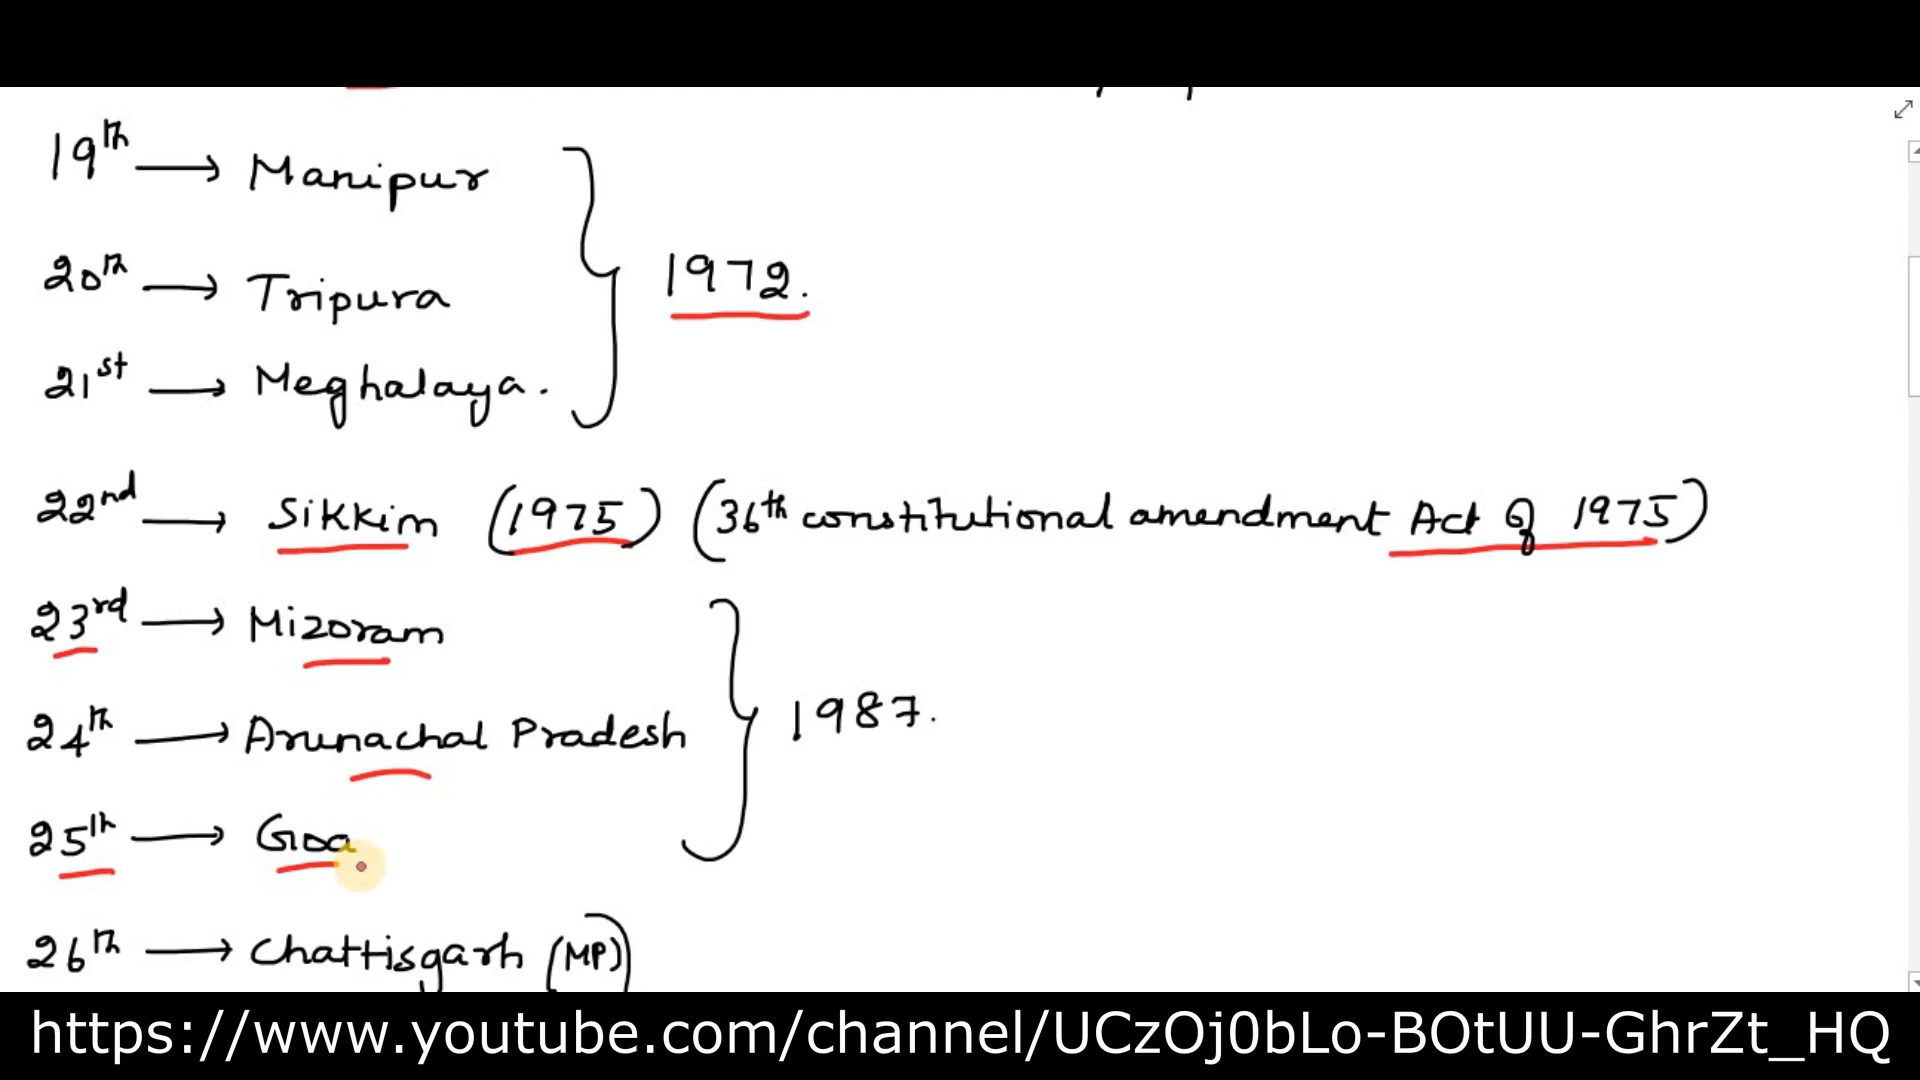 19th → Manipur
20th → Tripura
21st → Meghalaya.
1972.
22nd → Sikkim (1975) (36th constitutional amendment Act of 1975)
23rd → Mizoram
24th → Arunachal Pradesh
25th → Goa
1987.
26th → Chattisgarh (MP)
https://www.youtube.com/channel/UCzOj0bLo-BOtUU-GhrZt_HQ